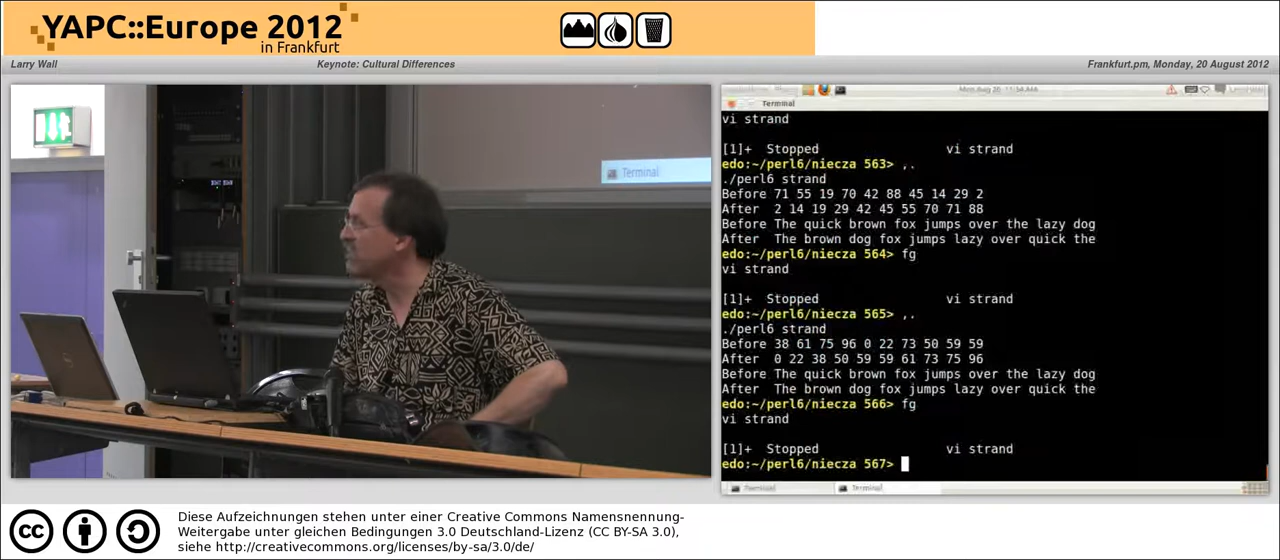 YAPC::Europe 2012
in Frankfurt
Larry Wall
Keynote: Cultural Differences
Frankfurt.pm, Monday, 20 August 2012
Terminal
Terminal
vi strand
[1]+  Stopped                 vi strand
edo:~/perl6/niecza 563> ,.
./perl6 strand
Before 71 55 19 70 42 88 45 14 29 2
After  2 14 19 29 42 45 55 70 71 88
Before The quick brown fox jumps over the lazy dog
After  The brown dog fox jumps lazy over quick the
edo:~/perl6/niecza 564> fg
vi strand
[1]+  Stopped                 vi strand
edo:~/perl6/niecza 565> ,.
./perl6 strand
Before 38 61 75 96 0 22 73 50 59 59
After  0 22 38 50 59 59 61 73 75 96
Before The quick brown fox jumps over the lazy dog
After  The brown dog fox jumps lazy over quick the
edo:~/perl6/niecza 566> fg
vi strand
[1]+  Stopped                 vi strand
edo:~/perl6/niecza 567>
Terminal
Terminal
cc
Diese Aufzeichnungen stehen unter einer Creative Commons Namensnennung-
Weitergabe unter gleichen Bedingungen 3.0 Deutschland-Lizenz (CC BY-SA 3.0),
siehe http://creativecommons.org/licenses/by-sa/3.0/de/